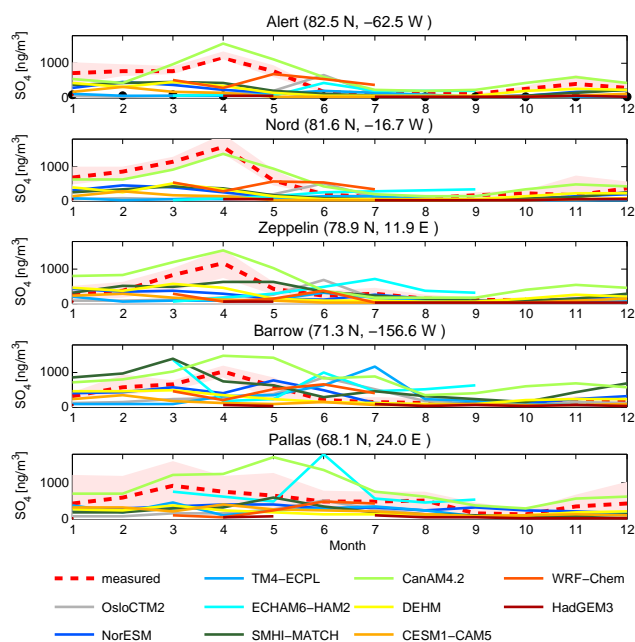 Alert (82.5 N, −62.5 W)
SO4 [ng/m3]
1000
0
1 2 3 4 5 6 7 8 9 10 11 12
Nord (81.6 N, −16.7 W)
SO4 [ng/m3]
1000
0
1 2 3 4 5 6 7 8 9 10 11 12
Zeppelin (78.9 N, 11.9 E)
SO4 [ng/m3]
1000
0
1 2 3 4 5 6 7 8 9 10 11 12
Barrow (71.3 N, −156.6 W)
SO4 [ng/m3]
1000
0
1 2 3 4 5 6 7 8 9 10 11 12
Pallas (68.1 N, 24.0 E)
SO4 [ng/m3]
1000
0
1 2 3 4 5 6 7 8 9 10 11 12
Month
measured TM4−ECPL CanAM4.2 WRF−Chem
OsloCTM2 ECHAM6−HAM2 DEHM HadGEM3
NorESM SMHI−MATCH CESM1−CAM5